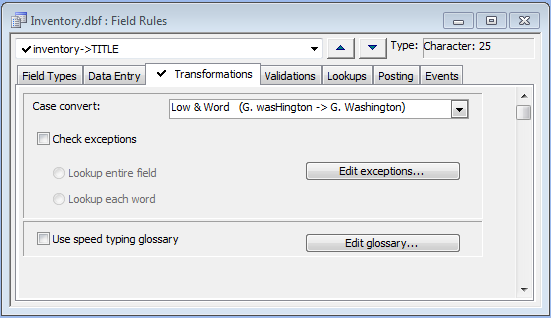 Inventory.dbf : Field Rules
inventory->TITLE Type: Character: 25
Field Types Data Entry Transformations Validations Lookups Posting Events
Case convert: Low & Word (G. wasHington -> G. Washington)
Check exceptions
Lookup entire field Edit exceptions...
Lookup each word
Use speed typing glossary Edit glossary...